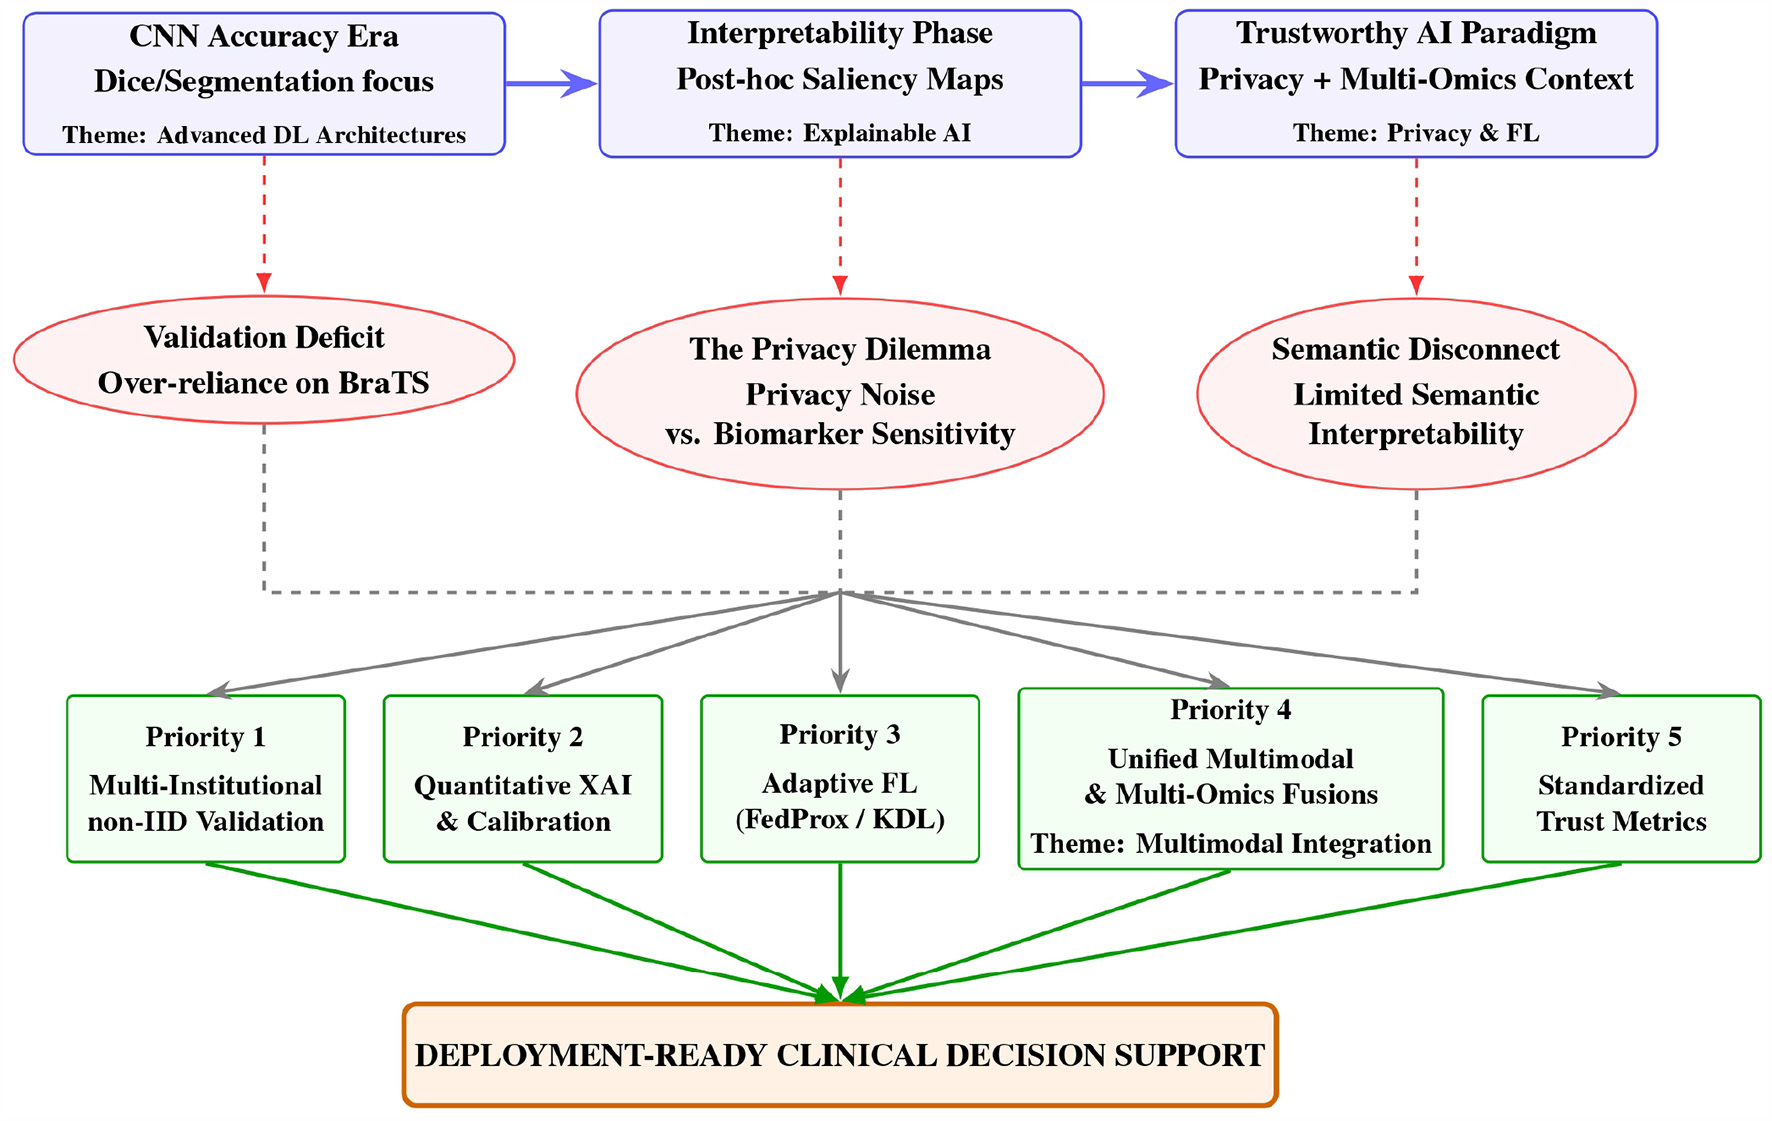 CNN Accuracy Era
Dice/Segmentation focus
Theme: Advanced DL Architectures
Interpretability Phase
Post-hoc Saliency Maps
Theme: Explainable AI
Trustworthy AI Paradigm
Privacy + Multi-Omics Context
Theme: Privacy & FL
Validation Deficit
Over-reliance on BraTS
The Privacy Dilemma
Privacy Noise
vs. Biomarker Sensitivity
Semantic Disconnect
Limited Semantic
Interpretability
Priority 1
Multi-Institutional
non-IID Validation
Priority 2
Quantitative XAI
& Calibration
Priority 3
Adaptive FL
(FedProx / KDL)
Priority 4
Unified Multimodal
& Multi-Omics Fusions
Theme: Multimodal Integration
Priority 5
Standardized
Trust Metrics
DEPLOYMENT-READY CLINICAL DECISION SUPPORT